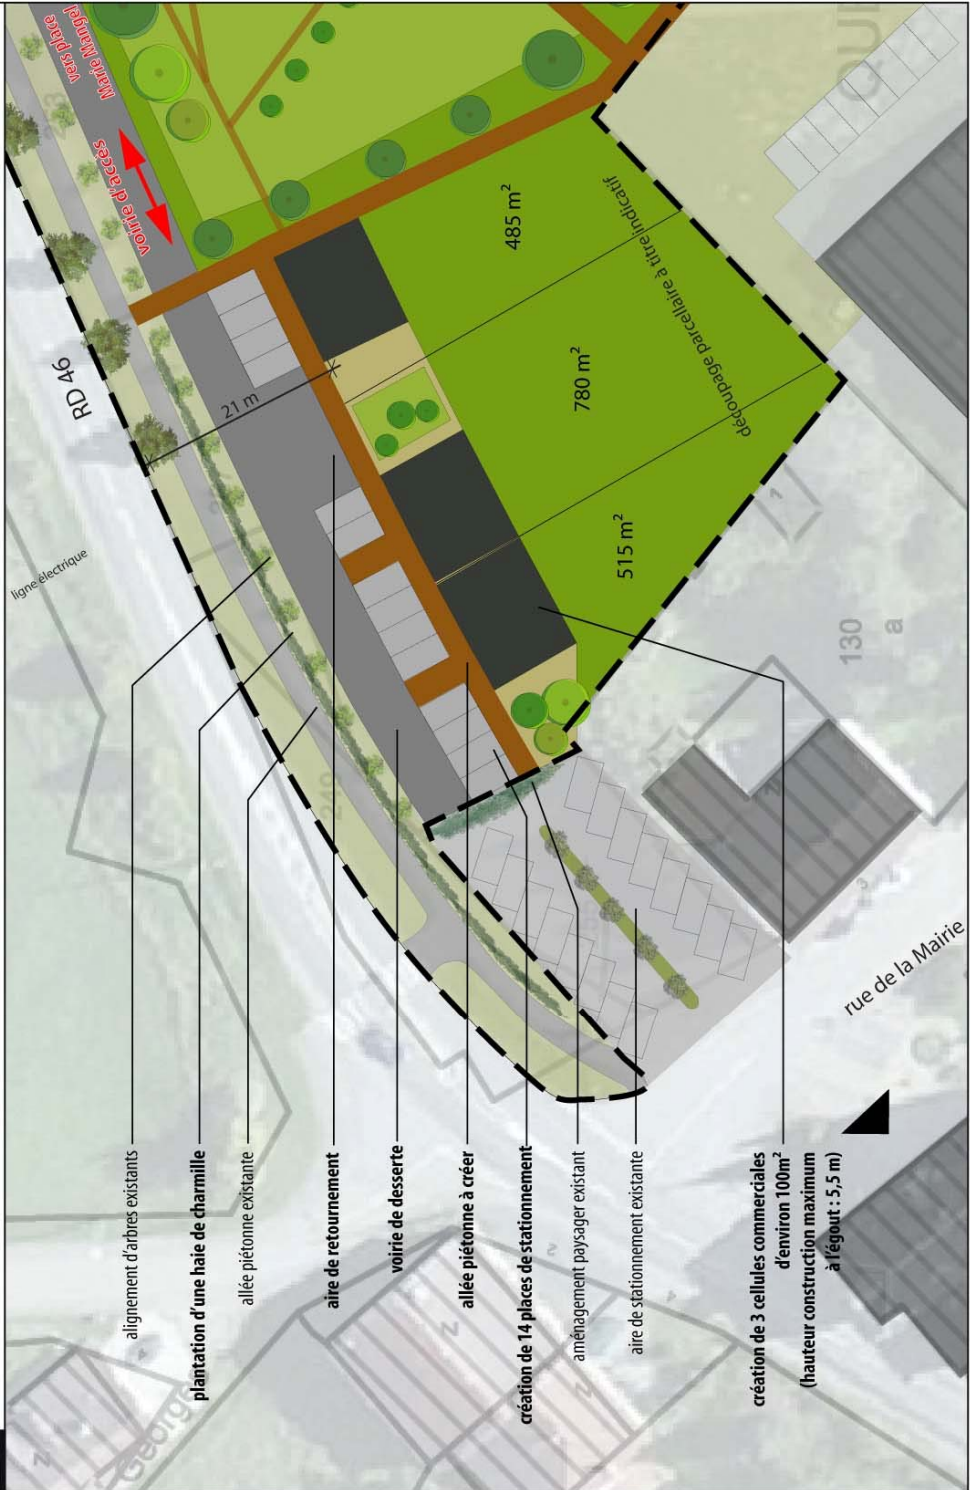 vers place
Marie Mangel
voirie d'accès
RD 46
21 m
ligne électrique
485 m²
780 m²
515 m²
découpage parcellaire à titre indicatif
alignement d'arbres existants
plantation d'une haie de charmille
allée piétonne existante
aire de retournement
voirie de desserte
allée piétonne à créer
création de 14 places de stationnement
aménagement paysager existant
aire de stationnement existante
création de 3 cellules commerciales
d'environ 100m²
(hauteur construction maximum
à l'égout : 5,5 m)
rue de la Mairie
130
a
1